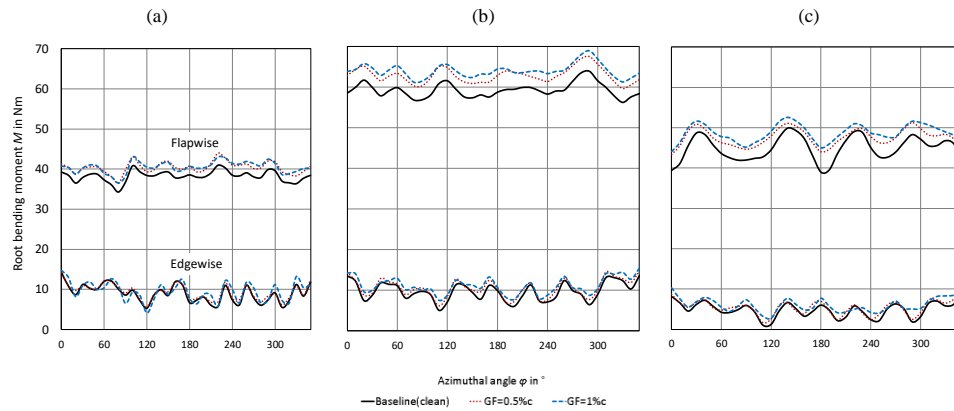 (a) (b) (c)
Root bending moment M in Nm
70
60
50
40
30
20
10
0
Flapwise
Edgewise
0 60 120 180 240 300
0 60 120 180 240 300
0 60 120 180 240 300
Azimuthal angle φ in °
Baseline(clean) GF=0.5%c GF=1%c